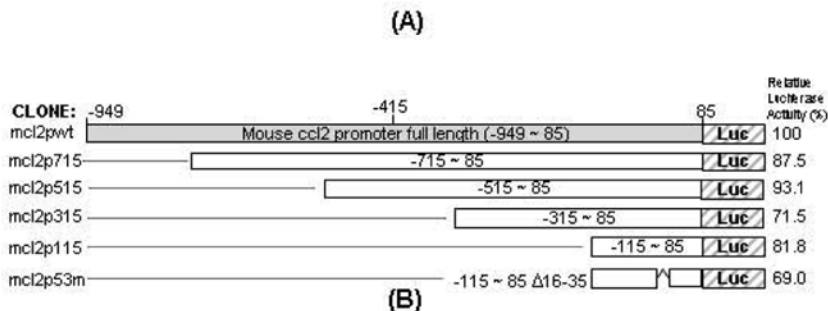 (A)
Relative
Luciferase
Activity (%)
CLONE: -949 -415 85
mcl2pwt Mouse ccl2 promoter full length (-949 ~ 85) Luc 100
mcl2p715 -715 ~ 85 Luc 87.5
mcl2p515 -515 ~ 85 Luc 93.1
mcl2p315 -315 ~ 85 Luc 71.5
mcl2p115 -115 ~ 85 Luc 81.8
mcl2p53m -115 ~ 85 Δ16-35 Luc 69.0
(B)